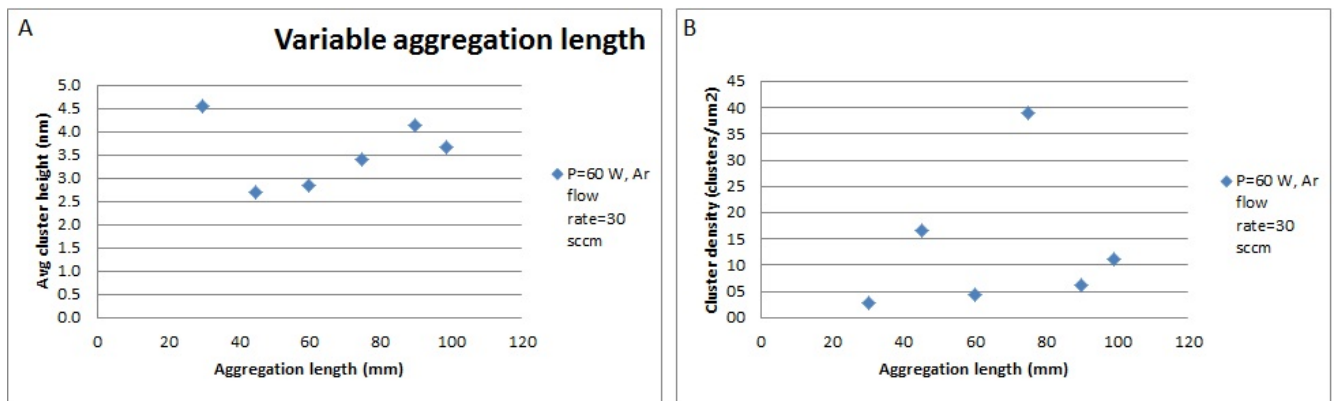 A
Variable aggregation length
Avg cluster height (nm)
5.0
4.5
4.0
3.5
3.0
2.5
2.0
1.5
1.0
0.5
0.0
0 20 40 60 80 100 120
Aggregation length (mm)
P=60 W, Ar
flow
rate=30
sccm
B
Cluster density (clusters/um2)
45
40
35
30
25
20
15
10
05
00
0 20 40 60 80 100 120
Aggregation length (mm)
P=60 W, Ar
flow
rate=30
sccm